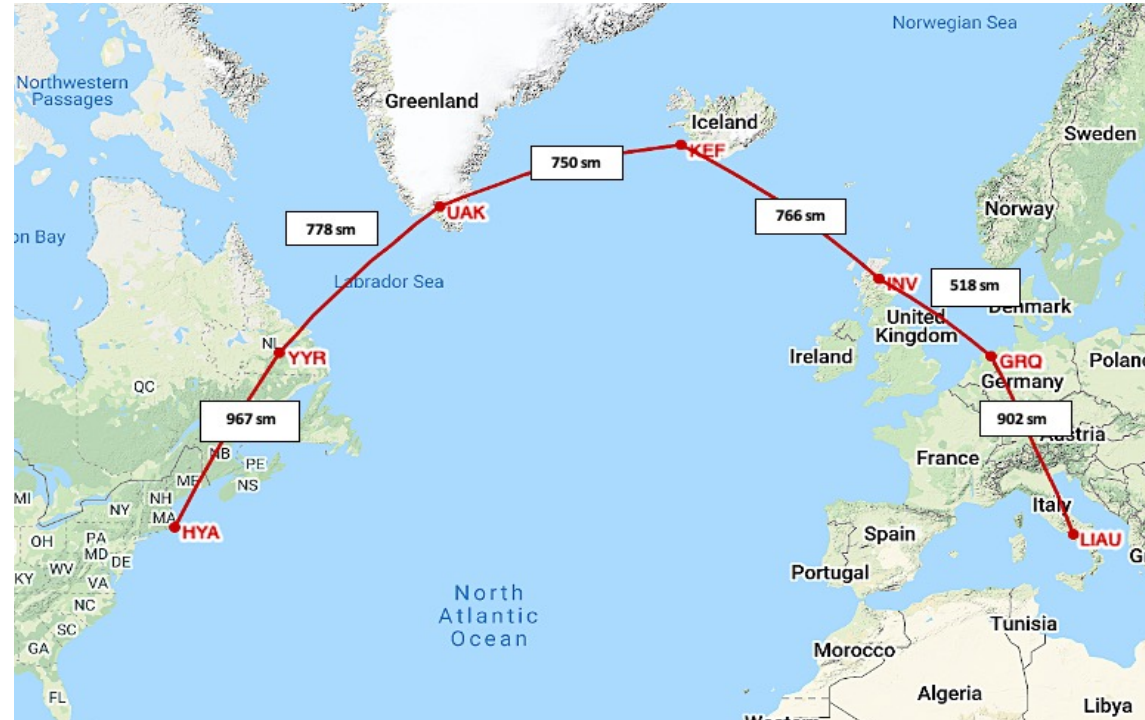 Norwegian Sea
Northwestern
Passages
Greenland
Iceland
KEF
Sweden
750 sm
UAK
766 sm
Norway
778 sm
on Bay
Labrador Sea
INV
518 sm
Denmark
United
Kingdom
NL
YYR
Ireland
GRQ
Poland
Germany
QC
967 sm
902 sm
Austria
NB
PE
France
ME
NS
MI
NH
NY
MA
HYA
Italy
LIAU
OH
PA
MD
DE
Spain
G
KY
WV
VA
Portugal
NC
North
Atlantic
Ocean
SC
Tunisia
GA
Morocco
FL
Algeria
Libya
Western